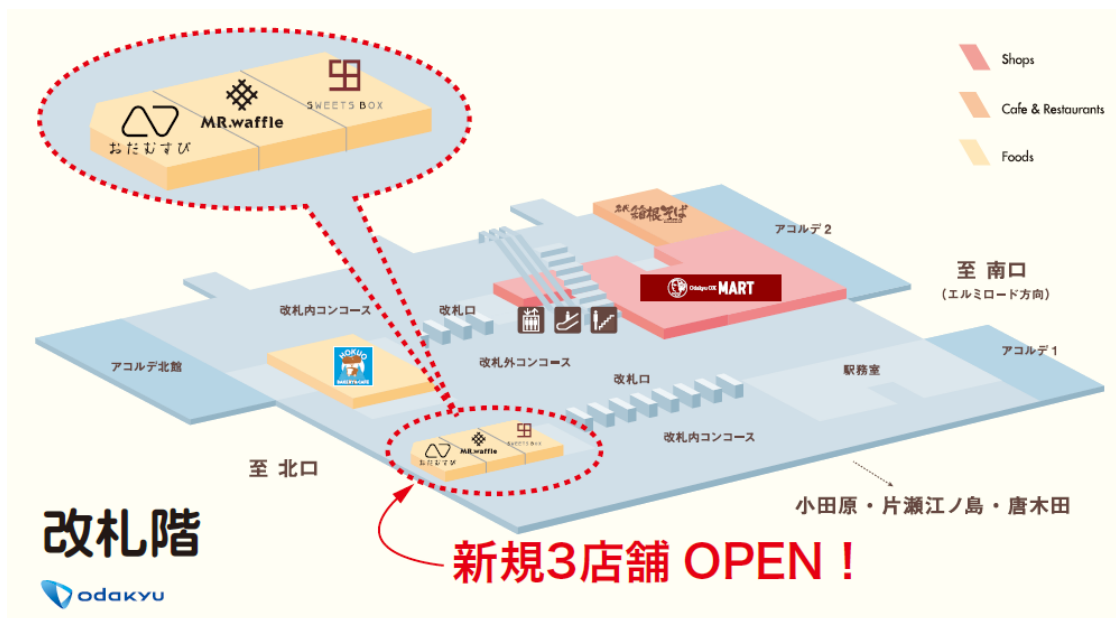 SWEETS BOX
MR.waffle
おだむすび
Shops
Cafe & Restaurants
Foods
箱根そば
アコルデ2
Odakyu OX MART
至 南口
(エルミロード方向)
改札内コンコース
改札口
アコルデ北館
HOKUO
BAKERY&CAFE
改札外コンコース
改札口
アコルデ1
駅務室
SWEETS BOX
MR.waffle
おだむすび
改札内コンコース
至 北口
小田原・片瀬江ノ島・唐木田
改札階
新規3店舗 OPEN！
ODAKYU